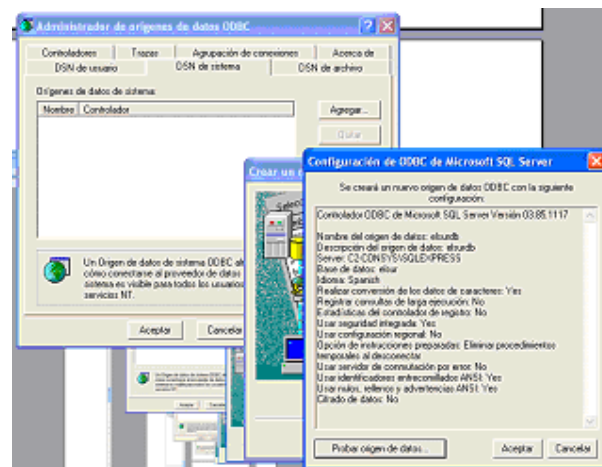 Administrador de orígenes de datos ODBC
Controladores Trazas Agrupación de conexiones Acerca de
DSN de usuario DSN de sistema DSN de archivo
Orígenes de datos de sistema:
Nombre Controlador
Agregar...
Quitar
Un Origen de datos de sistema ODBC
cómo conectarse al proveedor de datos
sistema es visible para todos los usuarios
servicios NT.
Aceptar Cancelar
Crear un
Configuración de ODBC de Microsoft SQL Server
Se creará un nuevo origen de datos ODBC con la siguiente
configuración:
Controlador ODBC de Microsoft SQL Server Versión 03.85.1117
Nombre del origen de datos: elsurdb
Descripción del origen de datos: elsurdb
Server: C2-CONSYS\SQLEXPRESS
Base de datos: elsur
Idioma: Spanish
Realizar conversión de los datos de caracteres: Yes
Registrar consultas de larga ejecución: No
Estadísticas del controlador de registro: No
Usar seguridad integrada: Yes
Usar configuración regional: No
Opción de instrucciones preparadas: Eliminar procedimientos
temporales al desconectar
Usar servidor de conmutación por error: No
Usar identificadores entrecomillados ANSI: Yes
Usar nulos, rellenos y advertencias ANSI: Yes
Cifrado de datos: No
Probar origen de datos... Aceptar Cancelar